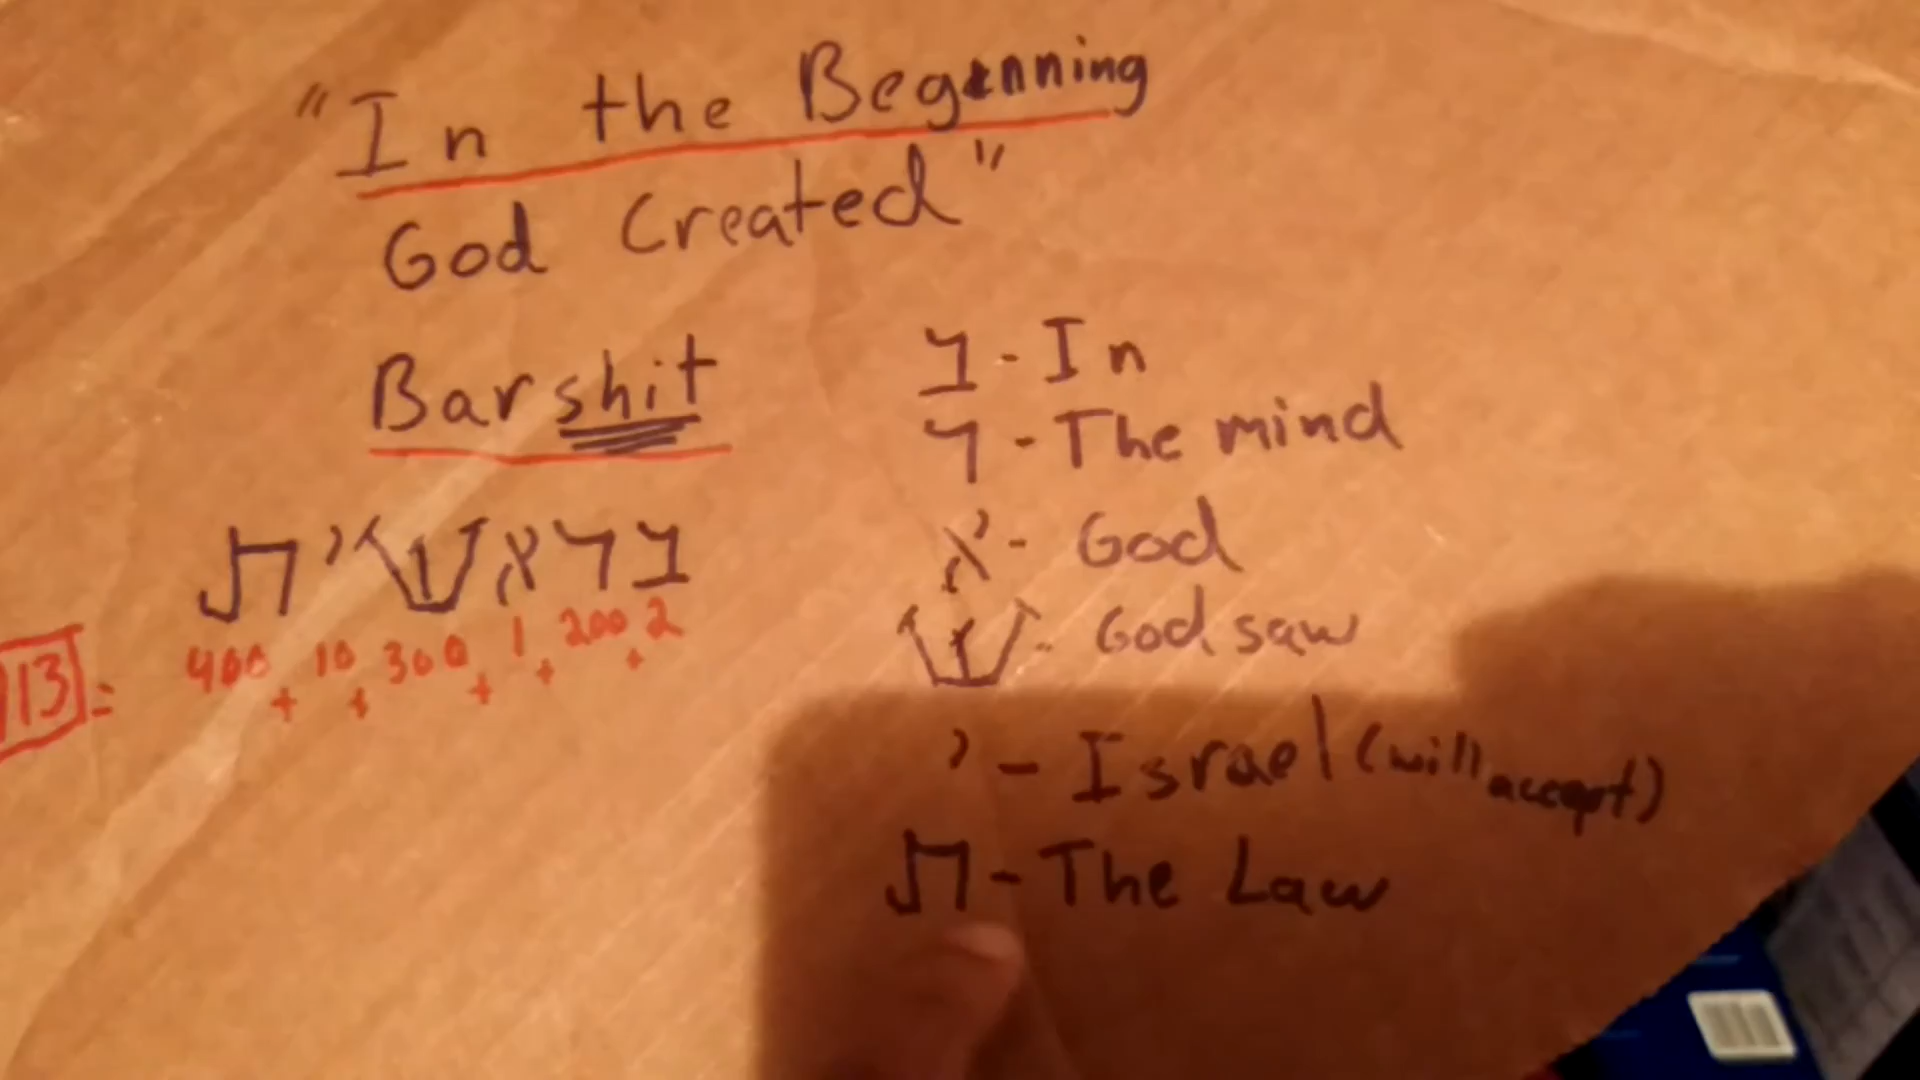 "In the Beginning
God Created"
Barshit
בראשית
400 + 10 + 300 + 1 + 200 + 2
113 =
ב - In
ר - The mind
א - God
ש - God saw
י - Israel (will accept)
ת - The Law